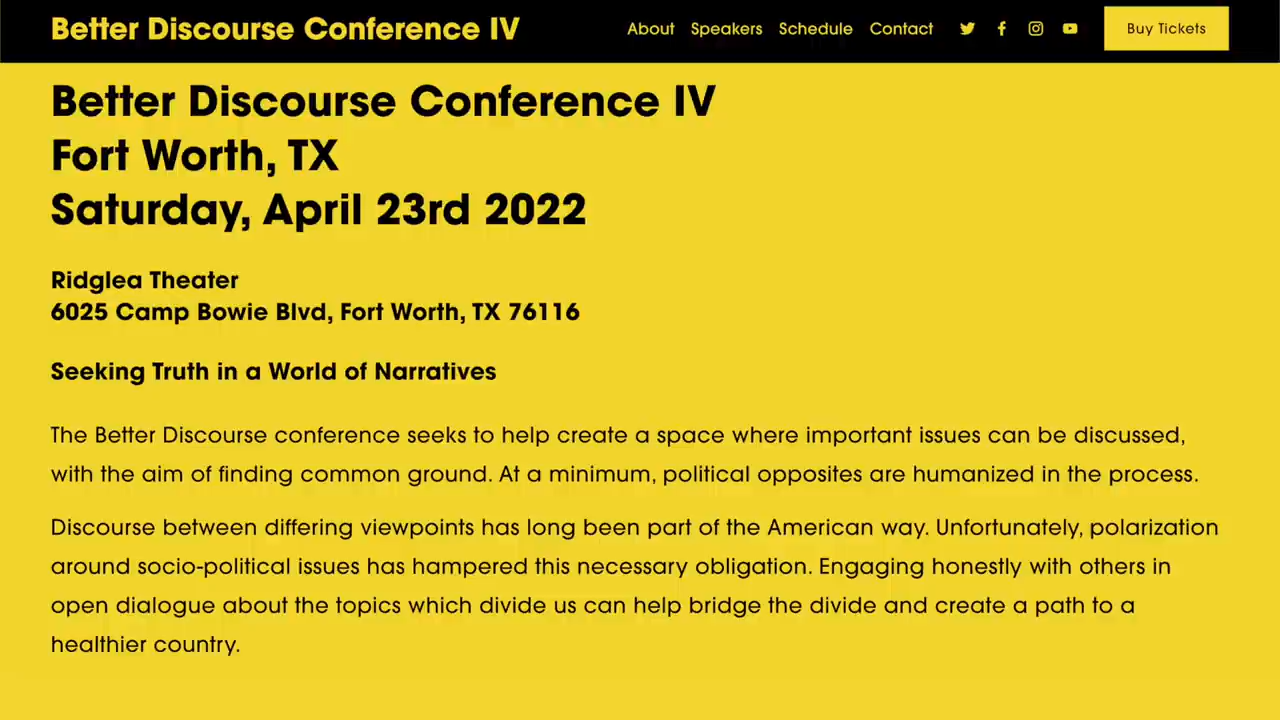 Better Discourse Conference IV
About Speakers Schedule Contact
Buy Tickets
Better Discourse Conference IV
Fort Worth, TX
Saturday, April 23rd 2022
Ridglea Theater
6025 Camp Bowie Blvd, Fort Worth, TX 76116
Seeking Truth in a World of Narratives
The Better Discourse conference seeks to help create a space where important issues can be discussed,
with the aim of finding common ground. At a minimum, political opposites are humanized in the process.
Discourse between differing viewpoints has long been part of the American way. Unfortunately, polarization
around socio-political issues has hampered this necessary obligation. Engaging honestly with others in
open dialogue about the topics which divide us can help bridge the divide and create a path to a
healthier country.